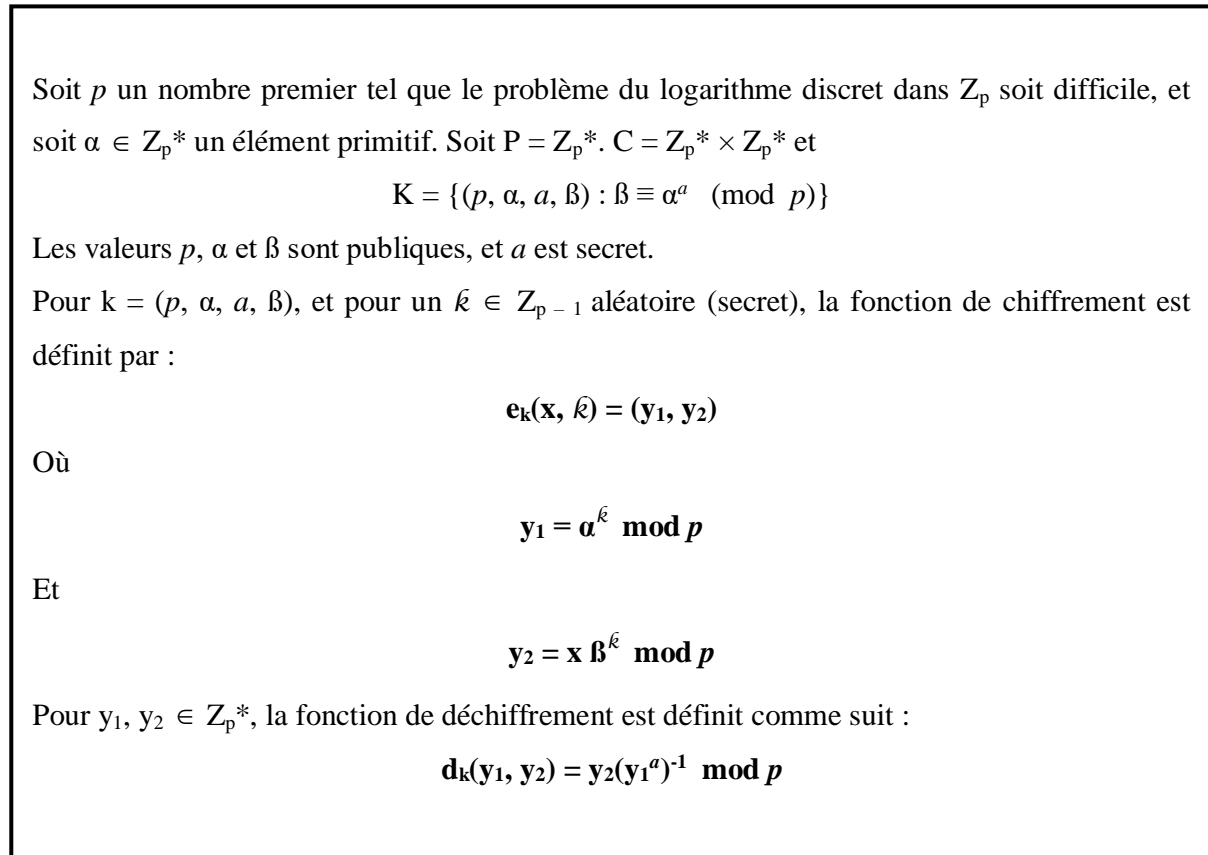 Soit p un nombre premier tel que le problème du logarithme discret dans Zₚ soit difficile, et
soit α ∈ Zₚ* un élément primitif. Soit P = Zₚ*. C = Zₚ* × Zₚ* et
K = {(p, α, a, ß) : ß ≡ αᵃ (mod p)}
Les valeurs p, α et ß sont publiques, et a est secret.
Pour k = (p, α, a, ß), et pour un ƙ ∈ Zₚ ₋ ₁ aléatoire (secret), la fonction de chiffrement est
définit par :
eₖ(x, ƙ) = (y₁, y₂)
Où
y₁ = α^ƙ mod p
Et
y₂ = x ß^ƙ mod p
Pour y₁, y₂ ∈ Zₚ*, la fonction de déchiffrement est définit comme suit :
dₖ(y₁, y₂) = y₂(y₁ᵃ)⁻¹ mod p